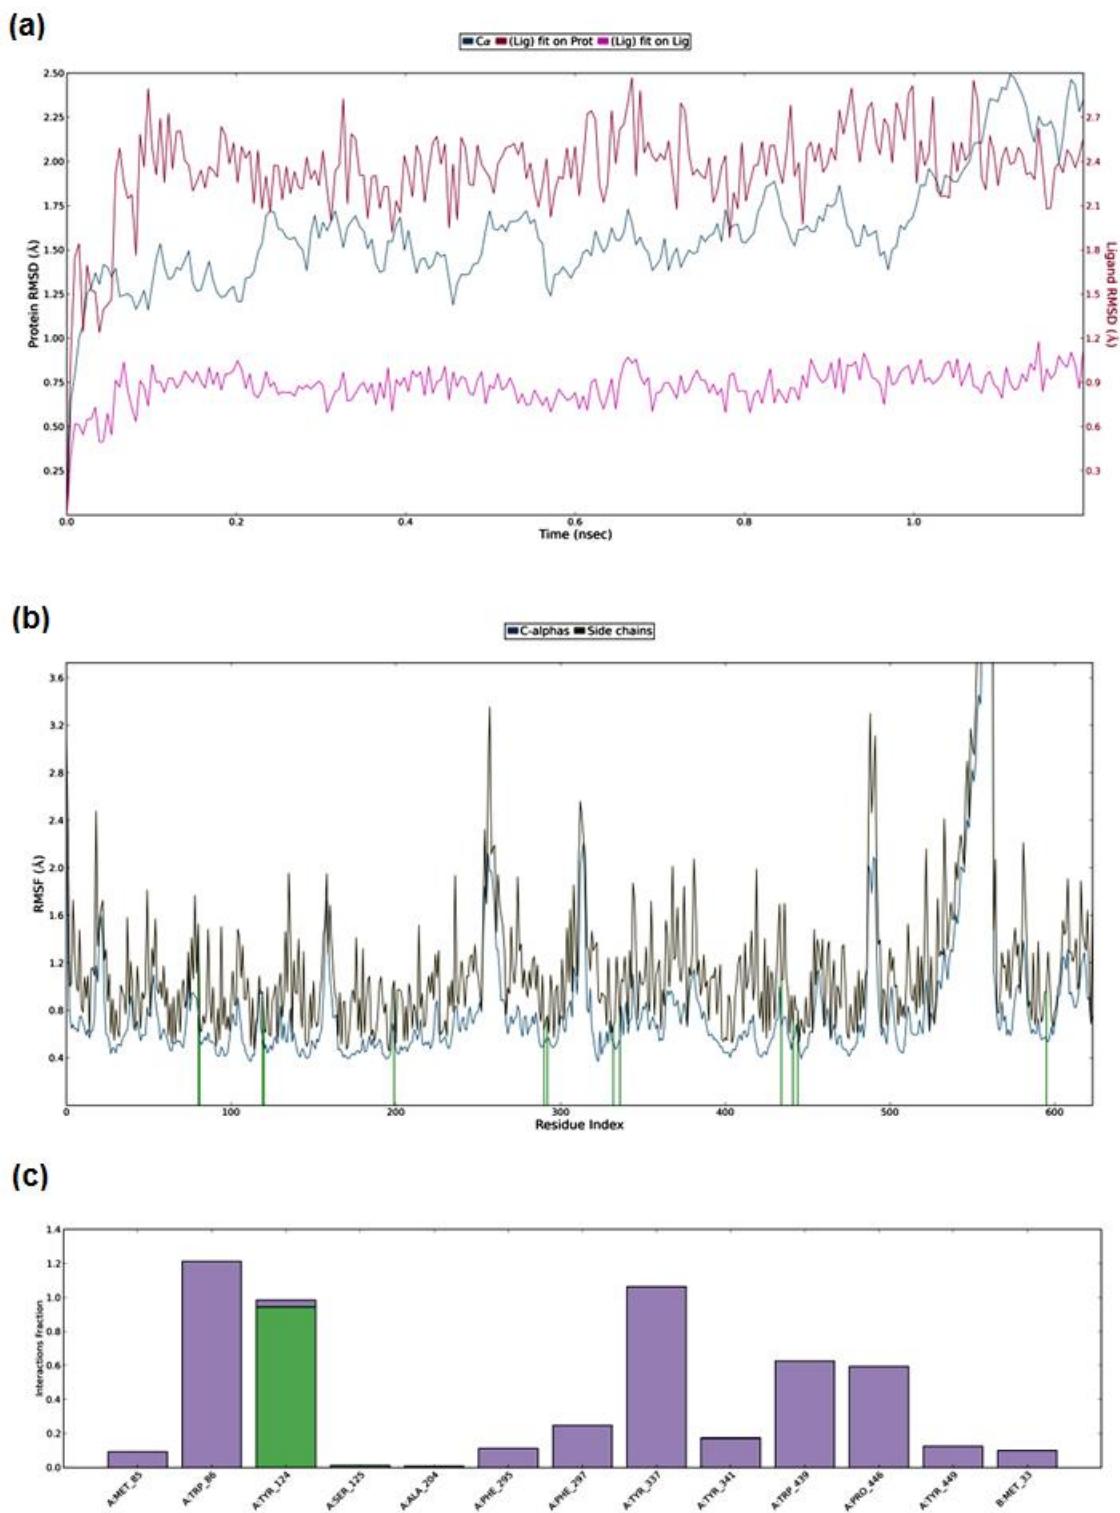 (a)
Cα (Lig) fit on Prot (Lig) fit on Lig
2.50
2.25
2.00
1.75
1.50
1.25
1.00
0.75
0.50
0.25
Protein RMSD (Å)
2.7
2.4
2.1
1.8
1.5
1.2
0.9
0.6
0.3
Ligand RMSD (Å)
0.0 0.2 0.4 0.6 0.8 1.0
Time (nsec)
(b)
C-alphas Side chains
3.6
3.2
2.8
2.4
2.0
1.6
1.2
0.8
0.4
RMSF (Å)
0 100 200 300 400 500 600
Residue Index
(c)
1.4
1.2
1.0
0.8
0.6
0.4
0.2
0.0
Interactions Fraction
A:MET_85
A:TRP_86
A:TYR_124
A:SER_125
A:ALA_204
A:PHE_295
A:PHE_297
A:TYR_337
A:TYR_341
A:TRP_439
A:PRO_446
A:TYR_449
B:MET_33